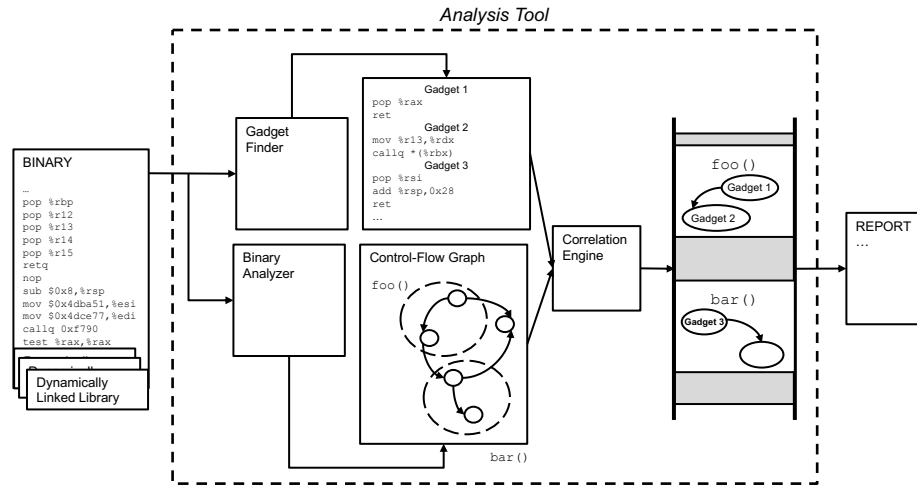 Analysis Tool
BINARY
…
pop %rbp
pop %r12
pop %r13
pop %r14
pop %r15
retq
nop
sub $0x8,%rsp
mov $0x4dba51,%esi
mov $0x4dce77,%edi
callq 0xf790
test %rax,%rax
Dynamically
Linked Library
Gadget
Finder
Binary
Analyzer
Gadget 1
pop %rax
ret
Gadget 2
mov %r13,%rdx
callq *(%rbx)
Gadget 3
pop %rsi
add %rsp,0x28
ret
…
Control-Flow Graph
foo()
bar()
Correlation
Engine
foo()
Gadget 1
Gadget 2
bar()
Gadget 3
REPORT
…